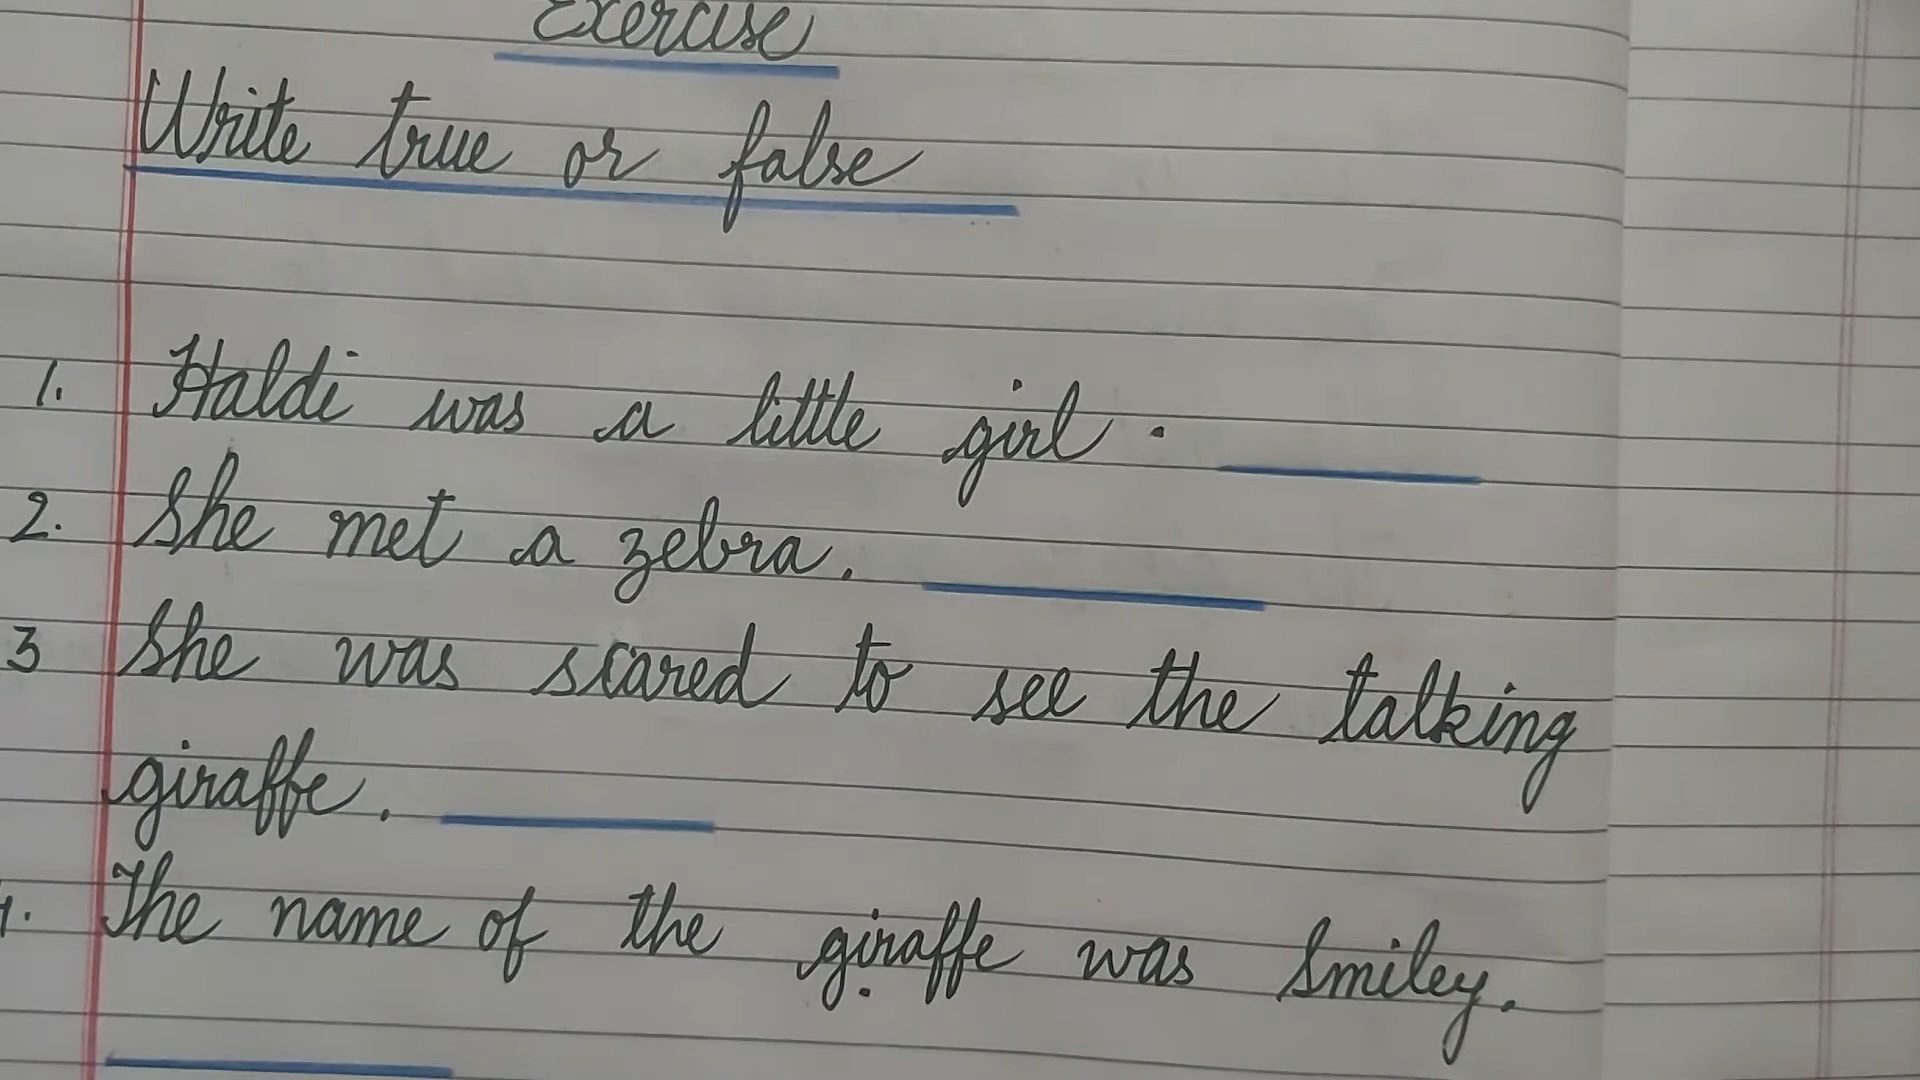 Exercise
Write true or false
1. Haldi was a little girl.
2. She met a zebra.
3 She was scared to see the talking
giraffe.
The name of the giraffe was Smiley.